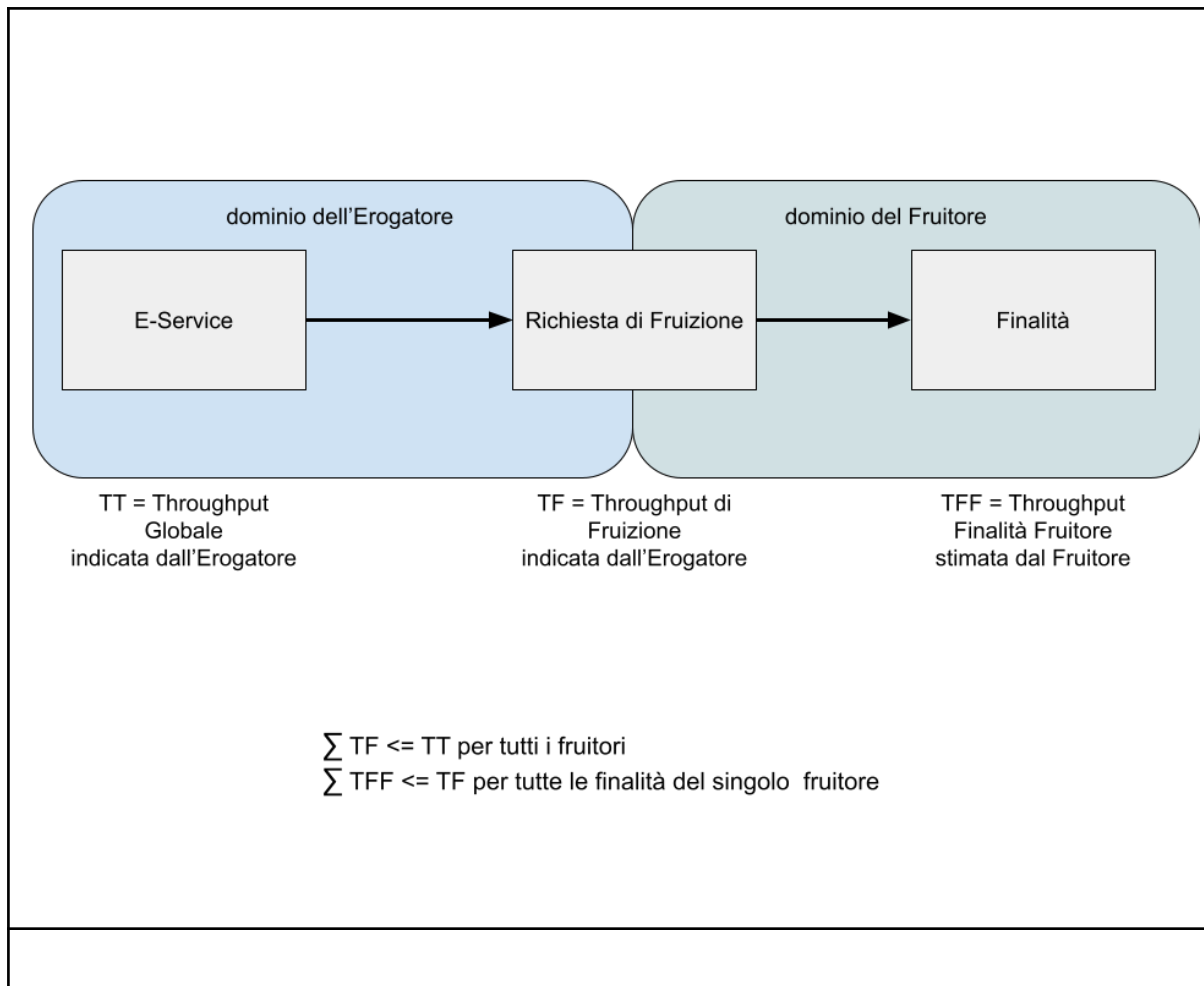 dominio dell’Erogatore
dominio del Fruitore
E-Service
Richiesta di Fruizione
Finalità
TT = Throughput
Globale
indicata dall’Erogatore
TF = Throughput di
Fruizione
indicata dall’Erogatore
TFF = Throughput
Finalità Fruitore
stimata dal Fruitore
∑ TF <= TT per tutti i fruitori
∑ TFF <= TF per tutte le finalità del singolo  fruitore